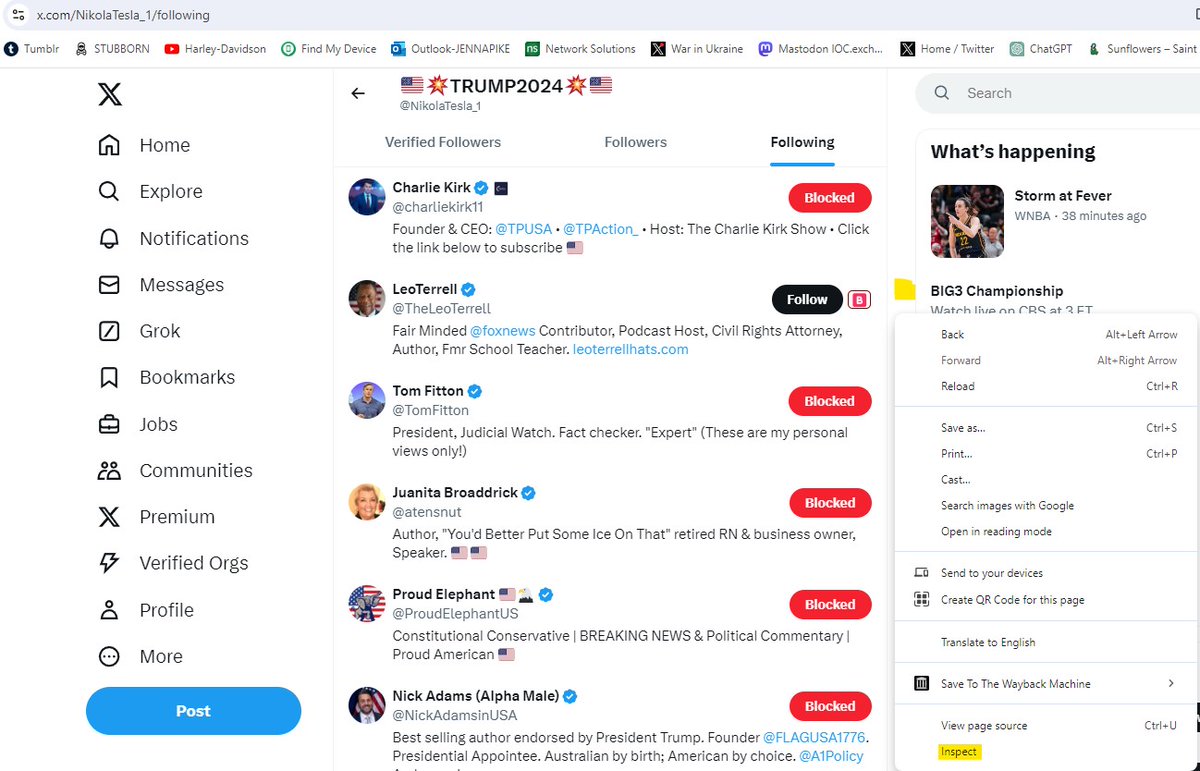 x.com/NikolaTesla_1/following
Tumblr STUBBORN Harley-Davidson Find My Device Outlook-JENNAPIKE Network Solutions War in Ukraine Mastodon IOC.exch... Home / Twitter ChatGPT Sunflowers – Saint
TRUMP2024
@NikolaTesla_1
Verified Followers Followers Following
Home
Explore
Notifications
Messages
Grok
Bookmarks
Jobs
Communities
Premium
Verified Orgs
Profile
More
Post
Charlie Kirk
@charliekirk11
Blocked
Founder & CEO: @TPUSA • @TPAction_ • Host: The Charlie Kirk Show • Click
the link below to subscribe
LeoTerrell
@TheLeoTerrell
Follow B
Fair Minded @foxnews Contributor, Podcast Host, Civil Rights Attorney,
Author, Fmr School Teacher. leoterrellhats.com
Tom Fitton
@TomFitton
Blocked
President, Judicial Watch. Fact checker. "Expert" (These are my personal
views only!)
Juanita Broaddrick
@atensnut
Blocked
Author, "You'd Better Put Some Ice On That" retired RN & business owner,
Speaker.
Proud Elephant
@ProudElephantUS
Blocked
Constitutional Conservative | BREAKING NEWS & Political Commentary |
Proud American
Nick Adams (Alpha Male)
@NickAdamsinUSA
Blocked
Best selling author endorsed by President Trump. Founder @FLAGUSA1776.
Presidential Appointee. Australian by birth; American by choice. @A1Policy
Search
What's happening
Storm at Fever
WNBA · 38 minutes ago
BIG3 Championship
Watch live on CBS at 3 ET
Back Alt+Left Arrow
Forward Alt+Right Arrow
Reload Ctrl+R
Save as... Ctrl+S
Print... Ctrl+P
Cast...
Search images with Google
Open in reading mode
Send to your devices
Create QR Code for this page
Translate to English
Save To The Wayback Machine
View page source Ctrl+U
Inspect